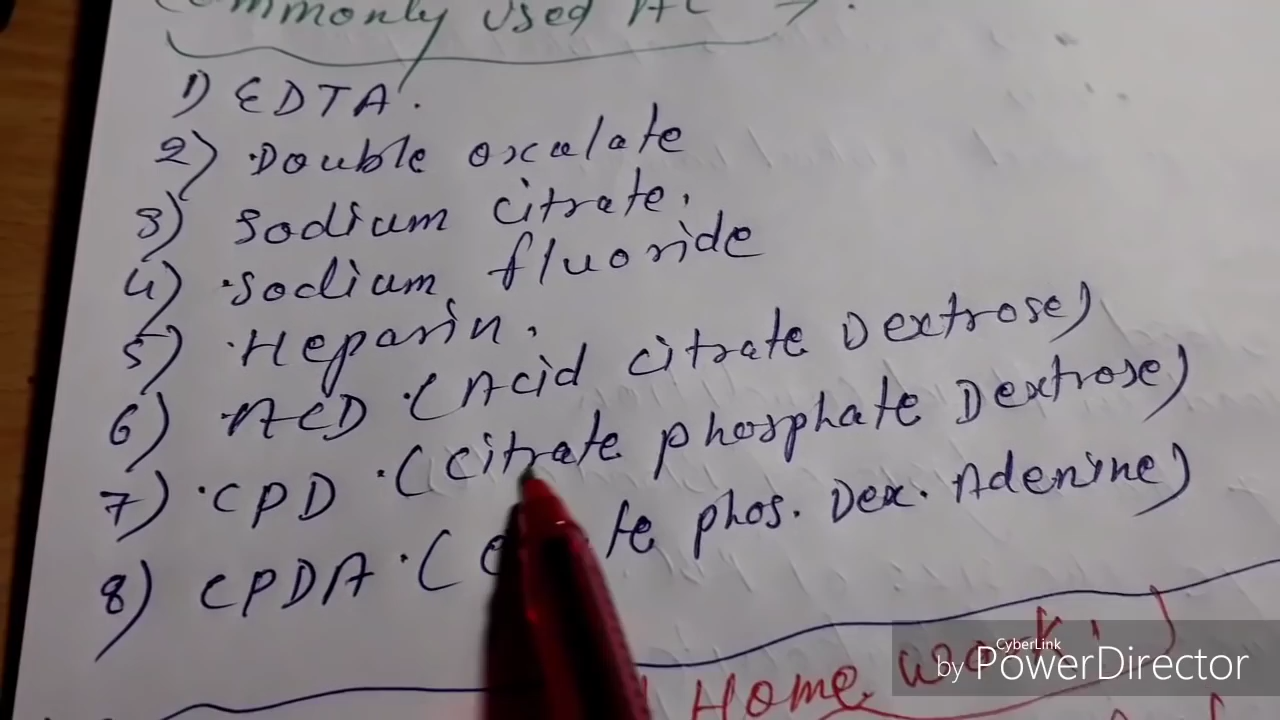 Commonly Used AC →
1) EDTA.
2) Double oxalate
3) Sodium citrate.
4) Sodium fluoride
5) Heparin.
6) ACD (Acid citrate Dextrose)
7) CPD (Citrate phosphate Dextrose)
8) CPDA ( te phos. Dex. Adenine)
Home work
CyberLink
by PowerDirector